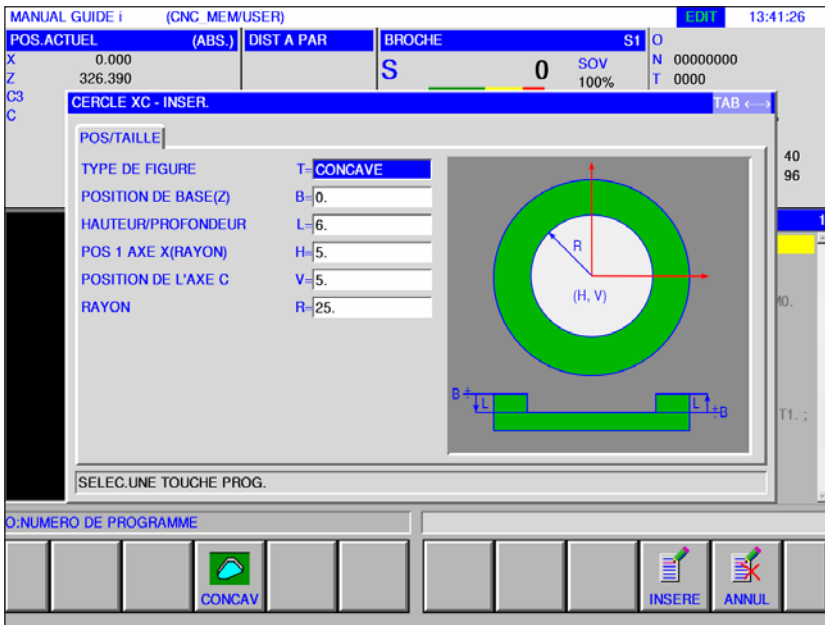 MANUAL GUIDE i (CNC_MEM/USER) EDIT 13:41:26
POS.ACTUEL (ABS.) DIST A PAR BROCHE S1 O
X 0.000 S 0 SOV N 00000000
Z 326.390 100% T 0000
C3
C
CERCLE XC - INSER. TAB ←→
POS/TAILLE
TYPE DE FIGURE T=CONCAVE
POSITION DE BASE(Z) B=0.
HAUTEUR/PROFONDEUR L=6.
POS 1 AXE X(RAYON) H=5.
POSITION DE L'AXE C V=5.
RAYON R=25.
R
(H, V)
B + L L + B
40
96
1
M0.
T1. ;
SELEC.UNE TOUCHE PROG.
O:NUMERO DE PROGRAMME
CONCAV INSERE ANNUL